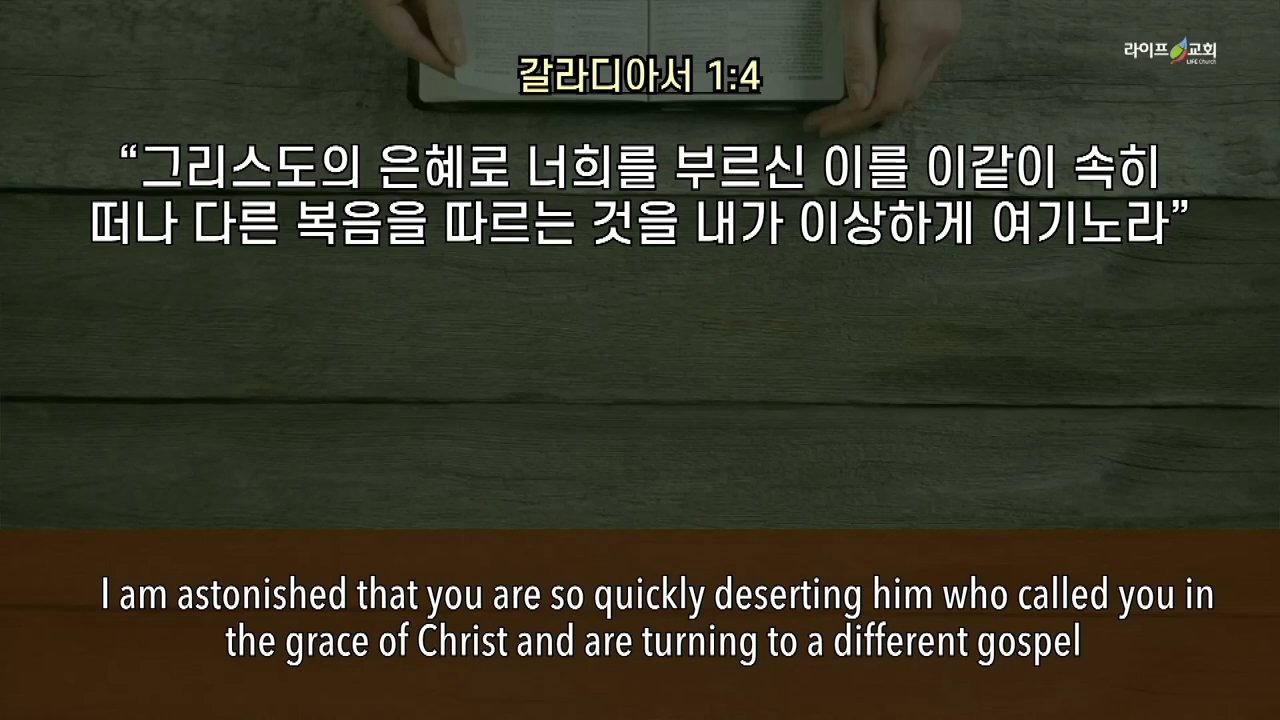 라이프 교회
LIFE Church
갈라디아서 1:4
“그리스도의 은혜로 너희를 부르신 이를 이같이 속히
떠나 다른 복음을 따르는 것을 내가 이상하게 여기노라”
I am astonished that you are so quickly deserting him who called you in
the grace of Christ and are turning to a different gospel